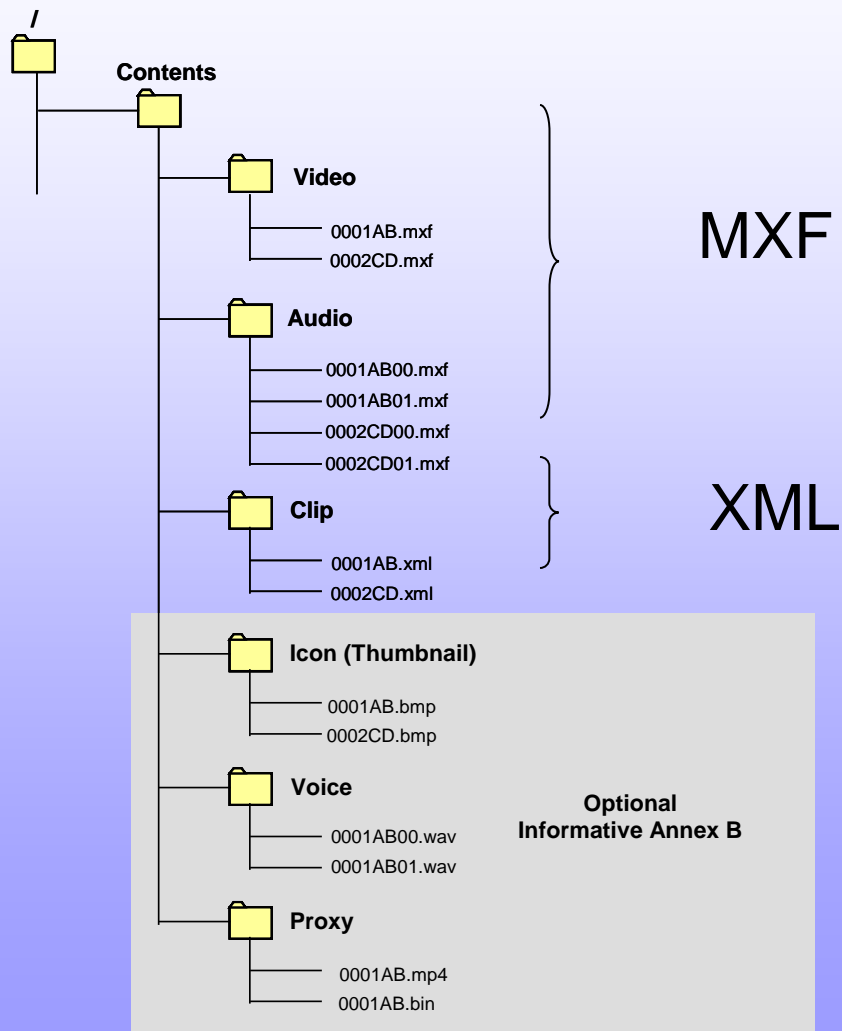 /
Contents
Video
0001AB.mxf
0002CD.mxf
MXF
Audio
0001AB00.mxf
0001AB01.mxf
0002CD00.mxf
0002CD01.mxf
Clip
XML
0001AB.xml
0002CD.xml
Icon (Thumbnail)
0001AB.bmp
0002CD.bmp
Voice
0001AB00.wav
0001AB01.wav
Optional
Informative Annex B
Proxy
0001AB.mp4
0001AB.bin